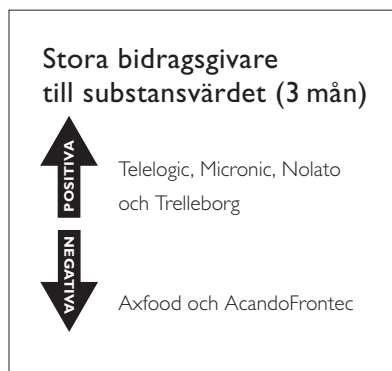 Stora bidragsgivare
till substansvärdet (3 mån)
POSITIVA
Telelogic, Micronic, Nolato
och Trelleborg
NEGATIVA
Axfood och AcandoFrontec